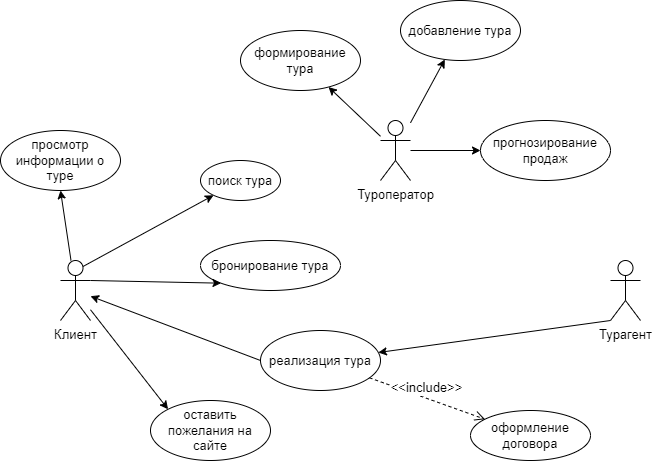 формирование
тура
добавление тура
прогнозирование
продаж
Туроператор
просмотр
информации о
туре
поиск тура
бронирование тура
Клиент
Турагент
реализация тура
<<include>>
оформление
договора
оставить
пожелания на
сайте